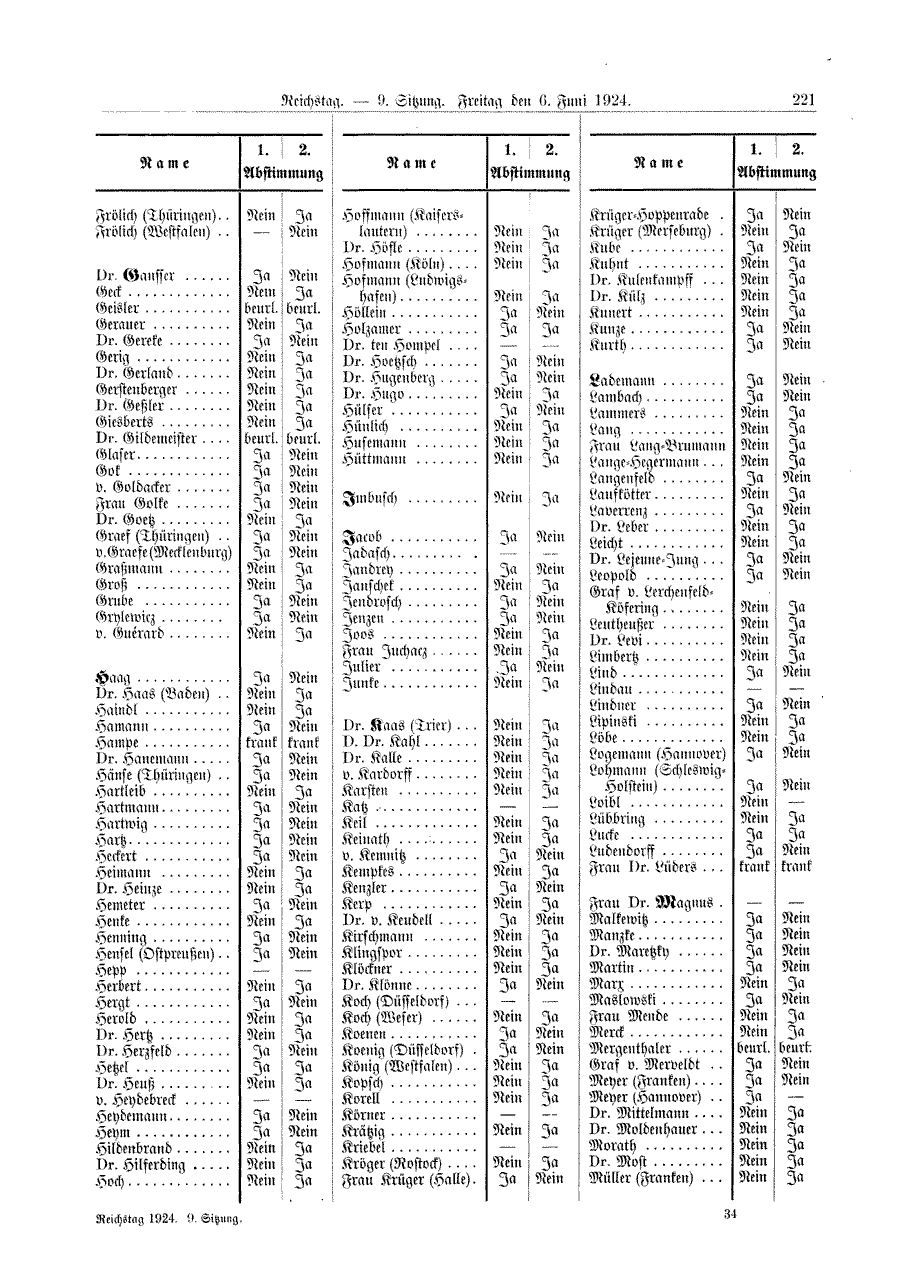 Reichstag. — 9. Sitzung. Freitag den 6. Juni 1924. 221
Name 1. 2.
Abstimmung
Frölich (Thüringen) . . Nein Ja
Frölich (Westfalen) . . — Nein
Dr. Gansser . . . . . . Ja Nein
Geck . . . . . . . . . . . . . Nein Ja
Geisler . . . . . . . . . . . beurl. beurl.
Gerauer . . . . . . . . . . Nein Ja
Dr. Gereke . . . . . . . . Ja Nein
Gerig . . . . . . . . . . . . Nein Ja
Dr. Gerland . . . . . . . Nein Ja
Gerstenberger . . . . . . Nein Ja
Dr. Geßler . . . . . . . . Nein Ja
Giesberts . . . . . . . . . Nein Ja
Dr. Gildemeister . . . . beurl. beurl.
Glaser . . . . . . . . . . . . Ja Nein
Gok . . . . . . . . . . . . . Ja Nein
v. Goldacker . . . . . . . Ja Nein
Frau Golke . . . . . . . Ja Nein
Dr. Goetz . . . . . . . . . Nein Ja
Graef (Thüringen) . . Ja Nein
v. Graefe (Mecklenburg) Ja Nein
Graßmann . . . . . . . . Nein Ja
Groß . . . . . . . . . . . . Nein Ja
Grube . . . . . . . . . . . Ja Nein
Grylewicz . . . . . . . . Ja Nein
v. Guérard . . . . . . . . Nein Ja
Haag . . . . . . . . . . . . Ja Nein
Dr. Haas (Baden) . . Nein Ja
Haindl . . . . . . . . . . . Nein Ja
Hamann . . . . . . . . . . Ja Nein
Hampe . . . . . . . . . . . krank krank
Dr. Hanemann . . . . . Ja Nein
Hänse (Thüringen) . . Ja Nein
Hartleib . . . . . . . . . . Nein Ja
Hartmann . . . . . . . . . Ja Nein
Hartwig . . . . . . . . . . Ja Nein
Hartz . . . . . . . . . . . . Ja Nein
Heckert . . . . . . . . . . . Ja Nein
Heimann . . . . . . . . . Nein Ja
Dr. Heinze . . . . . . . . Nein Ja
Hemeter . . . . . . . . . . Ja Nein
Henke . . . . . . . . . . . Nein Ja
Henning . . . . . . . . . . Ja Nein
Hensel (Ostpreußen) . . Ja Nein
Hepp . . . . . . . . . . . . — —
Herbert . . . . . . . . . . . Nein Ja
Hergt . . . . . . . . . . . . Ja Nein
Herold . . . . . . . . . . . Nein Ja
Dr. Hertz . . . . . . . . . Nein Ja
Dr. Herzfeld . . . . . . . Ja Nein
Hetzel . . . . . . . . . . . . Ja Ja
Dr. Heuß . . . . . . . . . Nein Ja
v. Heydebreck . . . . . . — —
Heydemann . . . . . . . . Ja Nein
Heym . . . . . . . . . . . . Ja Nein
Hildenbrand . . . . . . . Nein Ja
Dr. Hilferding . . . . . Nein Ja
Hoch . . . . . . . . . . . . . Nein Ja
Name 1. 2.
Abstimmung
Hoffmann (Kaisers-
lautern) . . . . . . . . Nein Ja
Dr. Höfle . . . . . . . . . Nein Ja
Hofmann (Köln) . . . . Nein Ja
Hofmann (Ludwigs-
hafen) . . . . . . . . . . Nein Ja
Höllein . . . . . . . . . . . Ja Nein
Holzamer . . . . . . . . . Ja Ja
Dr. ten Hompel . . . . — —
Dr. Hoetzsch . . . . . . . Ja Nein
Dr. Hugenberg . . . . . Ja Nein
Dr. Hugo . . . . . . . . . Nein Ja
Hülser . . . . . . . . . . . Ja Nein
Hünlich . . . . . . . . . . Nein Ja
Husemann . . . . . . . . Nein Ja
Hüttmann . . . . . . . . Nein Ja
Imbusch . . . . . . . . . Nein Ja
Jacob . . . . . . . . . . . Ja Nein
Jadasch . . . . . . . . . . — —
Jandrey . . . . . . . . . . Ja Nein
Janschek . . . . . . . . . . Nein Ja
Jendrosch . . . . . . . . . Ja Nein
Jenzen . . . . . . . . . . . Ja Nein
Joos . . . . . . . . . . . . Nein Ja
Frau Juchacz . . . . . . Nein Ja
Julier . . . . . . . . . . . Ja Nein
Junke . . . . . . . . . . . . Nein Ja
Dr. Kaas (Trier) . . . Nein Ja
D. Dr. Kahl . . . . . . . Nein Ja
Dr. Kalle . . . . . . . . . Nein Ja
v. Kardorff . . . . . . . . Nein Ja
Karsten . . . . . . . . . . Nein Ja
Katz . . . . . . . . . . . . — —
Keil . . . . . . . . . . . . . Nein Ja
Keinath . . . . . . . . . . Nein Ja
v. Kemnitz . . . . . . . . Ja Nein
Kempkes . . . . . . . . . . Nein Ja
Kenzler . . . . . . . . . . . Ja Nein
Kerp . . . . . . . . . . . . Nein Ja
Dr. v. Keudell . . . . . Ja Nein
Kirschmann . . . . . . . Nein Ja
Klingspor . . . . . . . . . Nein Ja
Klöckner . . . . . . . . . . Nein Ja
Dr. Klönne . . . . . . . . Ja Nein
Koch (Düsseldorf) . . . — —
Koch (Weser) . . . . . . Nein Ja
Koenen . . . . . . . . . . . Ja Nein
Koenig (Düsseldorf) . Ja Nein
König (Westfalen) . . . Nein Ja
Kopsch . . . . . . . . . . . Nein Ja
Korell . . . . . . . . . . . Nein Ja
Körner . . . . . . . . . . . — —
Krätzig . . . . . . . . . . . Nein Ja
Kriebel . . . . . . . . . . . — —
Kröger (Rostock) . . . . Nein Ja
Frau Krüger (Halle) . Ja Nein
Name 1. 2.
Abstimmung
Krüger-Hoppenrade . Ja Nein
Krüger (Merseburg) . Nein Ja
Kube . . . . . . . . . . . . Ja Nein
Kuhnt . . . . . . . . . . . Nein Ja
Dr. Kulenkampff . . . Nein Ja
Dr. Külz . . . . . . . . . Nein Ja
Kunert . . . . . . . . . . . Nein Ja
Kunze . . . . . . . . . . . . Ja Nein
Kurth . . . . . . . . . . . . Ja Nein
Lademann . . . . . . . . Ja Nein
Lambach . . . . . . . . . . Ja Nein
Lammers . . . . . . . . . Nein Ja
Lang . . . . . . . . . . . . Nein Ja
Frau Lang-Brumann Nein Ja
Lange-Hegermann . . . Nein Ja
Langenfeld . . . . . . . . Ja Nein
Laufkötter . . . . . . . . . Nein Ja
Laverrenz . . . . . . . . . Ja Nein
Dr. Leber . . . . . . . . . Nein Ja
Leicht . . . . . . . . . . . . Nein Ja
Dr. Lejeune-Jung . . . Ja Nein
Leopold . . . . . . . . . . Ja Nein
Graf v. Lerchenfeld-
Köfering . . . . . . . . Nein Ja
Leutheußer . . . . . . . . Nein Ja
Dr. Levi . . . . . . . . . . Nein Ja
Limbertz . . . . . . . . . . Nein Ja
Lind . . . . . . . . . . . . . Ja Nein
Lindau . . . . . . . . . . . — —
Lindner . . . . . . . . . . Ja Nein
Lipinski . . . . . . . . . . Nein Ja
Löbe . . . . . . . . . . . . . Nein Ja
Logemann (Hannover) Ja Nein
Lohmann (Schleswig-
Holstein) . . . . . . . . Ja Nein
Loibl . . . . . . . . . . . . Nein —
Lübbring . . . . . . . . . Nein Ja
Lucke . . . . . . . . . . . . Ja Ja
Ludendorff . . . . . . . . Ja Nein
Frau Dr. Lüders . . . krank krank
Frau Dr. Magnus . — —
Malkewitz . . . . . . . . . Ja Nein
Manzke . . . . . . . . . . . Ja Nein
Dr. Maretzky . . . . . . Ja Nein
Martin . . . . . . . . . . . Ja Nein
Marx . . . . . . . . . . . . Nein Ja
Maslowski . . . . . . . . Ja Nein
Frau Mende . . . . . . Nein Ja
Merck . . . . . . . . . . . . Nein Ja
Mergenthaler . . . . . . beurl. beurl.
Graf v. Merveldt . . Ja Nein
Meyer (Franken) . . . . Ja Nein
Meyer (Hannover) . . Ja —
Dr. Mittelmann . . . . Nein Ja
Dr. Moldenhauer . . . Nein Ja
Morath . . . . . . . . . . Nein Ja
Dr. Most . . . . . . . . . Nein Ja
Müller (Franken) . . . Nein Ja
Reichstag 1924. 9. Sitzung. 34